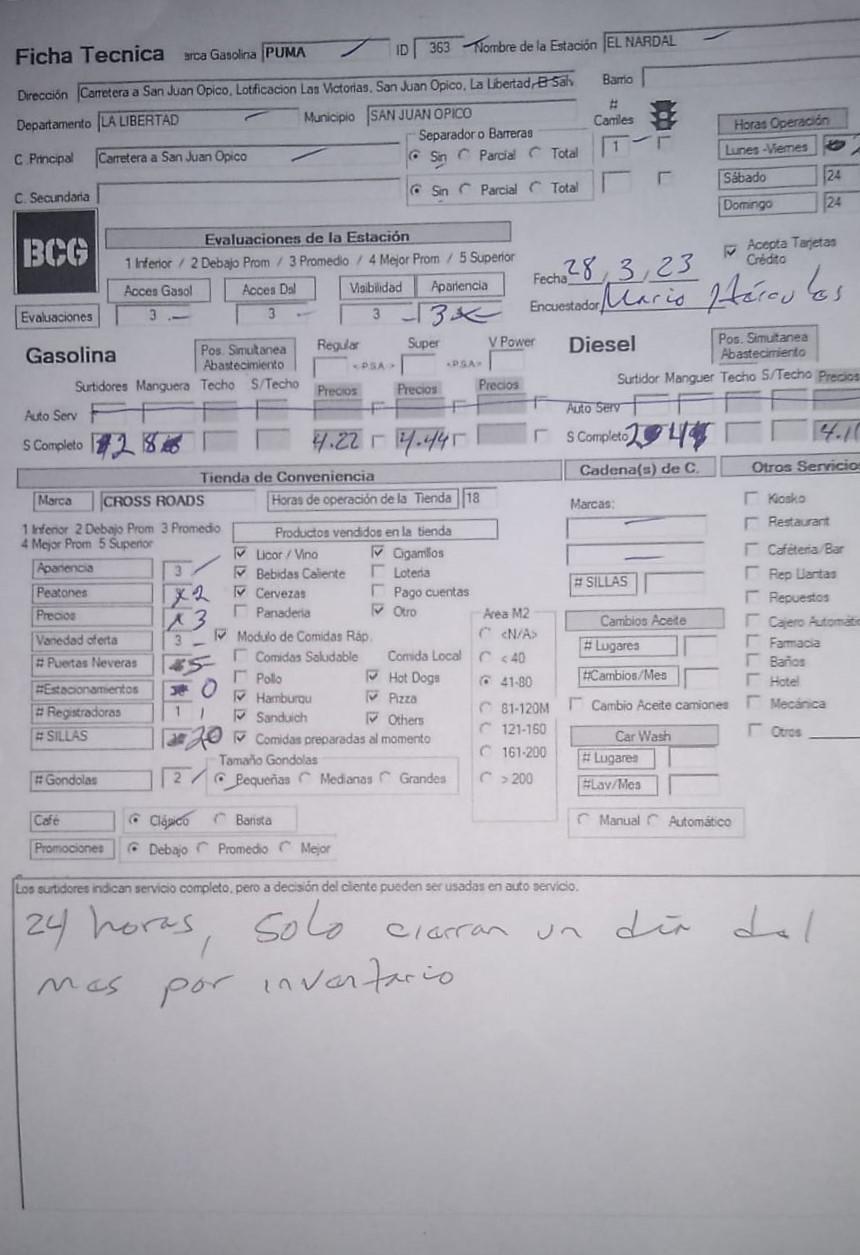 Ficha Tecnica arca Gasolina PUMA ID 363 Nombre de la Estación EL NARDAL
Dirección Carretera a San Juan Opico, Lotificacion Las Victorias, San Juan Opico, La Libertad, El Salv Barrio
Departamento LA LIBERTAD Municipio SAN JUAN OPICO # Carriles Horas Operación
Separador o Barreras
C Principal Carretera a San Juan Opico Sin Parcial Total 1 Lunes -Viernes
C. Secundaria Sin Parcial Total Sábado 24
Domingo 24
BCG
Evaluaciones de la Estación
1 Inferior / 2 Debajo Prom / 3 Promedio / 4 Mejor Prom / 5 Superior
Acepta Tarjetas Crédito
Fecha 28, 3, 23
Acces Gasol Acces Dsl Visibilidad Apariencia
Encuestador Mario
Evaluaciones 3 3 3 3
Gasolina Pos. Simultanea Abastecimiento Regular Super V Power Diesel Pos. Simultanea Abastecimiento
<PSA> <PSA>
Surtidores Manguera Techo S/Techo Precios Precios Precios Surtidor Manguer Techo S/Techo Precios
Auto Serv Auto Serv
S Completo 2 8 4.22 4.44 S Completo 2 4 4.1
Tienda de Conveniencia Cadena(s) de C. Otros Servicio
Marca CROSS ROADS Horas de operación de la Tienda 18 Marcas: Kiosko
1 Inferior 2 Debajo Prom 3 Promedio Productos vendidos en la tienda Restaurant
4 Mejor Prom 5 Superior Licor / Vino Cigarrillos Cafétería/Bar
Apariencia 3 Bebidas Caliente Loteria # SILLAS Rep Llantas
Peatones 2 Cervezas Pago cuentas Repuestos
Precios 3 Panaderia Otro Area M2 Cambios Aceite Cajero Automátic
Variedad oferta 3 Modulo de Comidas Ráp. <N/A> # Lugares Farmacia
# Puertas Neveras 5 Comidas Saludable Comida Local < 40 Baños
#Estacionamientos 0 Pollo Hot Dogs 41-80 #Cambios/Mes Hotel
# Registradoras 1 1 Hamburgu Pizza 81-120M Cambio Aceite camiones Mecánica
# SILLAS 20 Sanduich Others 121-160 Car Wash Otros
Comidas preparadas al momento 161-200 # Lugares
Tamaño Gondolas
# Gondolas 2 Pequeñas Medianas Grandes > 200 #Lav/Mes
Café Clásico Barista Manual Automático
Promociones Debajo Promedio Mejor
Los surtidores indican servicio completo, pero a decisión del cliente pueden ser usadas en auto servicio.
24 horas, solo cierran un día del
mes por inventario